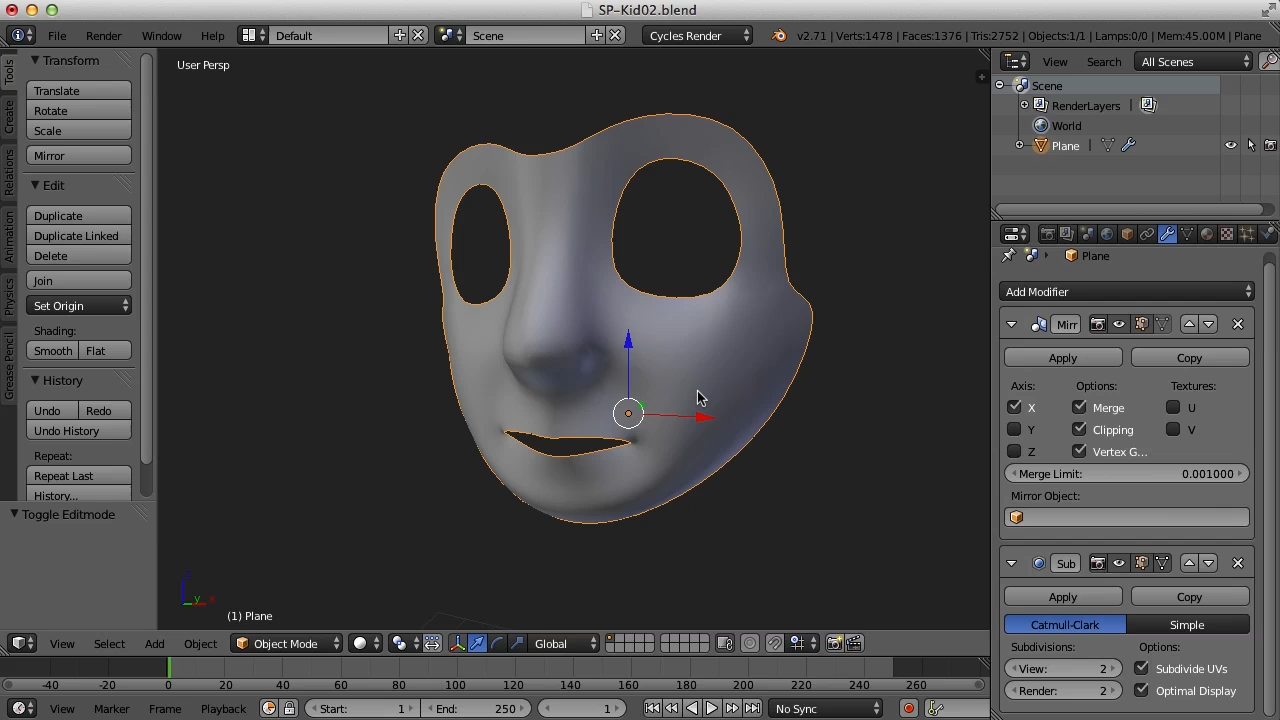 SP-Kid02.blend
File Render Window Help Default Scene Cycles Render v2.71 | Verts:1478 | Faces:1376 | Tris:2752 | Objects:1/1 | Lamps:0/0 | Mem:45.00M | Plane
Tools
Create
Relations
Animation
Physics
Grease Pencil
Transform
Translate
Rotate
Scale
Mirror
Edit
Duplicate
Duplicate Linked
Delete
Join
Set Origin
Shading:
Smooth Flat
History
Undo Redo
Undo History
Repeat:
Repeat Last
History...
Toggle Editmode
User Persp
(1) Plane
View Select Add Object Object Mode Global
View Search All Scenes
Scene
RenderLayers
World
Plane
Plane
Add Modifier
Mirr
Apply Copy
Axis: Options: Textures:
X Merge U
Y Clipping V
Z Vertex G...
Merge Limit: 0.001000
Mirror Object:
Sub
Apply Copy
Catmull-Clark Simple
Subdivisions: Options:
View: 2 Subdivide UVs
Render: 2 Optimal Display
-40 -20 0 20 40 60 80 100 120 140 160 180 200 220 240 260
View Marker Frame Playback Start: 1 End: 250 1 No Sync